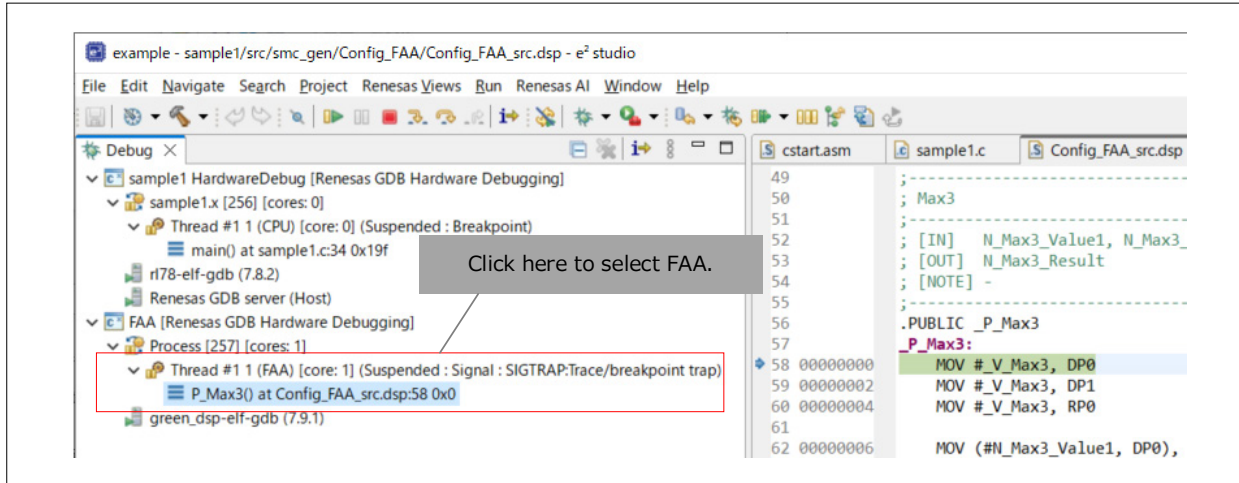 example - sample1/src/smc_gen/Config_FAA/Config_FAA_src.dsp - e² studio
File Edit Navigate Search Project Renesas Views Run Renesas AI Window Help
Debug
sample1 HardwareDebug [Renesas GDB Hardware Debugging]
sample1.x [256] [cores: 0]
Thread #1 1 (CPU) [core: 0] (Suspended : Breakpoint)
main() at sample1.c:34 0x19f
rl78-elf-gdb (7.8.2)
Renesas GDB server (Host)
FAA [Renesas GDB Hardware Debugging]
Process [257] [cores: 1]
Thread #1 1 (FAA) [core: 1] (Suspended : Signal : SIGTRAP:Trace/breakpoint trap)
P_Max3() at Config_FAA_src.dsp:58 0x0
green_dsp-elf-gdb (7.9.1)
Click here to select FAA.
cstart.asm sample1.c Config_FAA_src.dsp
49 ;-------------------------------
50 ; Max3
51 ;-------------------------------
52 ; [IN] N_Max3_Value1, N_Max3_
53 ; [OUT] N_Max3_Result
54 ; [NOTE] -
55 ;-------------------------------
56 .PUBLIC _P_Max3
57 _P_Max3:
58 00000000 MOV #_V_Max3, DP0
59 00000002 MOV #_V_Max3, DP1
60 00000004 MOV #_V_Max3, RP0
61
62 00000006 MOV (#N_Max3_Value1, DP0),